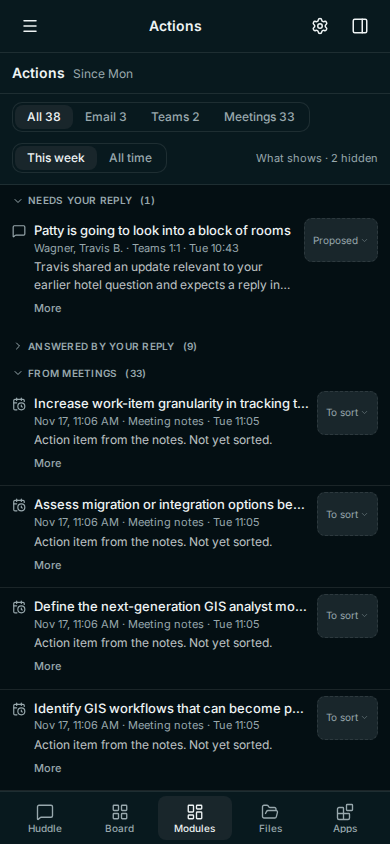 Actions
Actions Since Mon
All 38 Email 3 Teams 2 Meetings 33
This week All time What shows · 2 hidden
NEEDS YOUR REPLY (1)
Patty is going to look into a block of rooms
Proposed
Wagner, Travis B. · Teams 1:1 · Tue 10:43
Travis shared an update relevant to your
earlier hotel question and expects a reply in...
More
ANSWERED BY YOUR REPLY (9)
FROM MEETINGS (33)
Increase work-item granularity in tracking t...
To sort
Nov 17, 11:06 AM · Meeting notes · Tue 11:05
Action item from the notes. Not yet sorted.
More
Assess migration or integration options be...
To sort
Nov 17, 11:06 AM · Meeting notes · Tue 11:05
Action item from the notes. Not yet sorted.
More
Define the next-generation GIS analyst mo...
To sort
Nov 17, 11:06 AM · Meeting notes · Tue 11:05
Action item from the notes. Not yet sorted.
More
Identify GIS workflows that can become p...
To sort
Nov 17, 11:06 AM · Meeting notes · Tue 11:05
Action item from the notes. Not yet sorted.
More
Huddle Board Modules Files Apps